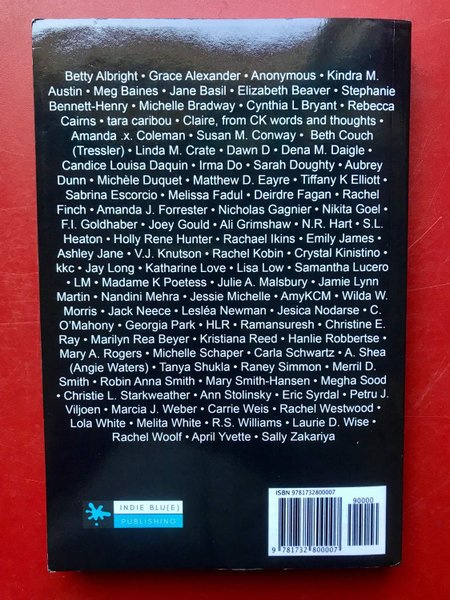 Betty Albright • Grace Alexander • Anonymous • Kindra M.
Austin • Meg Baines • Jane Basil • Elizabeth Beaver • Stephanie
Bennett-Henry • Michelle Bradway • Cynthia L Bryant • Rebecca
Cairns • tara caribou • Claire, from CK words and thoughts •
Amanda .x. Coleman • Susan M. Conway • Beth Couch
(Tressler) • Linda M. Crate • Dawn D • Dena M. Daigle •
Candice Louisa Daquin • Irma Do • Sarah Doughty • Aubrey
Dunn • Michèle Duquet • Matthew D. Eayre • Tiffany K Elliott •
Sabrina Escorcio • Melissa Fadul • Deirdre Fagan • Rachel
Finch • Amanda J. Forrester • Nicholas Gagnier • Nikita Goel •
F.I. Goldhaber • Joey Gould • Ali Grimshaw • N.R. Hart • S.L.
Heaton • Holly Rene Hunter • Rachael Ikins • Emily James •
Ashley Jane • V.J. Knutson • Rachel Kobin • Crystal Kinistino •
kkc • Jay Long • Katharine Love • Lisa Low • Samantha Lucero
• LM • Madame K Poetess • Julie A. Malsbury • Jamie Lynn
Martin • Nandini Mehra • Jessie Michelle • AmyKCM • Wilda W.
Morris • Jack Neece • Lesléa Newman • Jesica Nodarse • C.
O'Mahony • Georgia Park • HLR • Ramansuresh • Christine E.
Ray • Marilyn Rea Beyer • Kristiana Reed • Hanlie Robbertse •
Mary A. Rogers • Michelle Schaper • Carla Schwartz • A. Shea
(Angie Waters) • Tanya Shukla • Raney Simmon • Merril D.
Smith • Robin Anna Smith • Mary Smith-Hansen • Megha Sood
• Christie L. Starkweather • Ann Stolinsky • Eric Syrdal • Petru J.
Viljoen • Marcia J. Weber • Carrie Weis • Rachel Westwood •
Lola White • Melita White • R.S. Williams • Laurie D. Wise •
Rachel Woolf • April Yvette • Sally Zakariya
ISBN 9781732800007
90000
INDIE BLU(E)
PUBLISHING
9 781732 800007